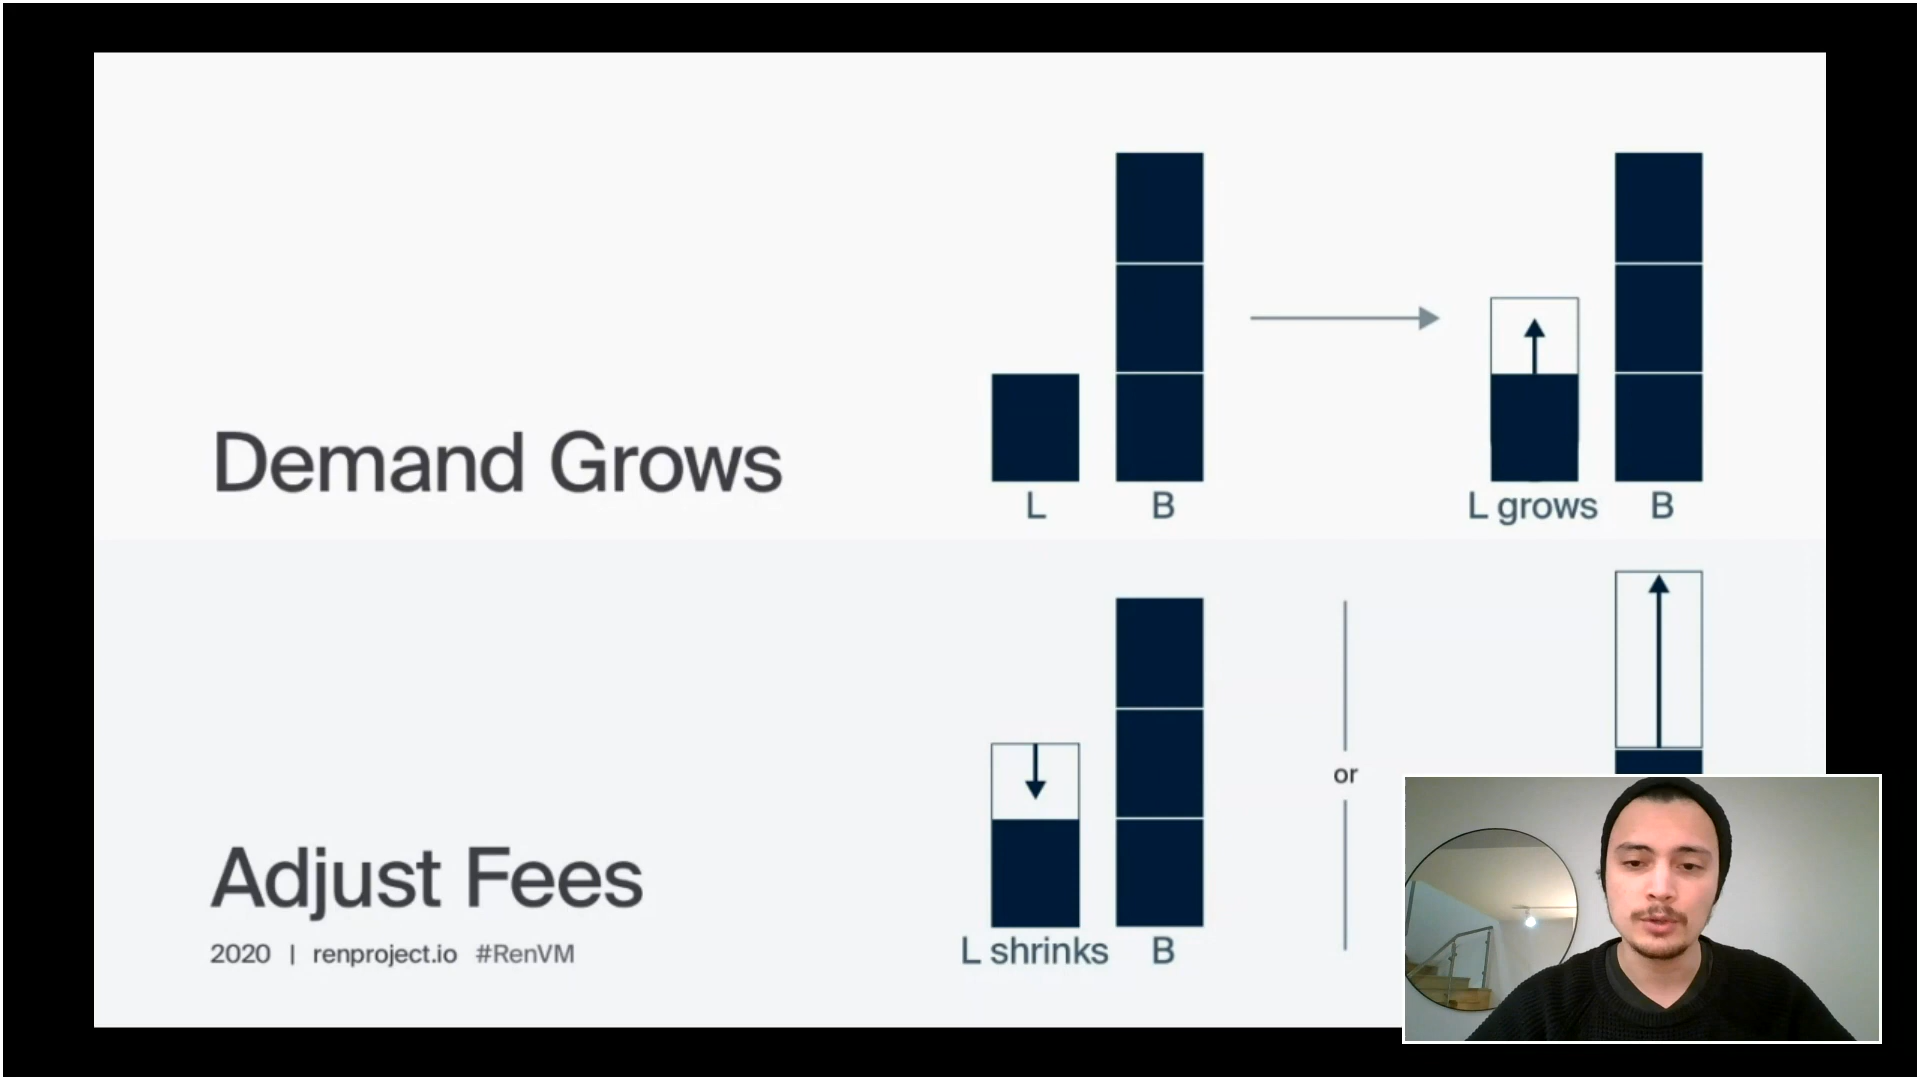 Demand Grows
L
B
L grows
B
Adjust Fees
2020 | renproject.io #RenVM
L shrinks
B
or